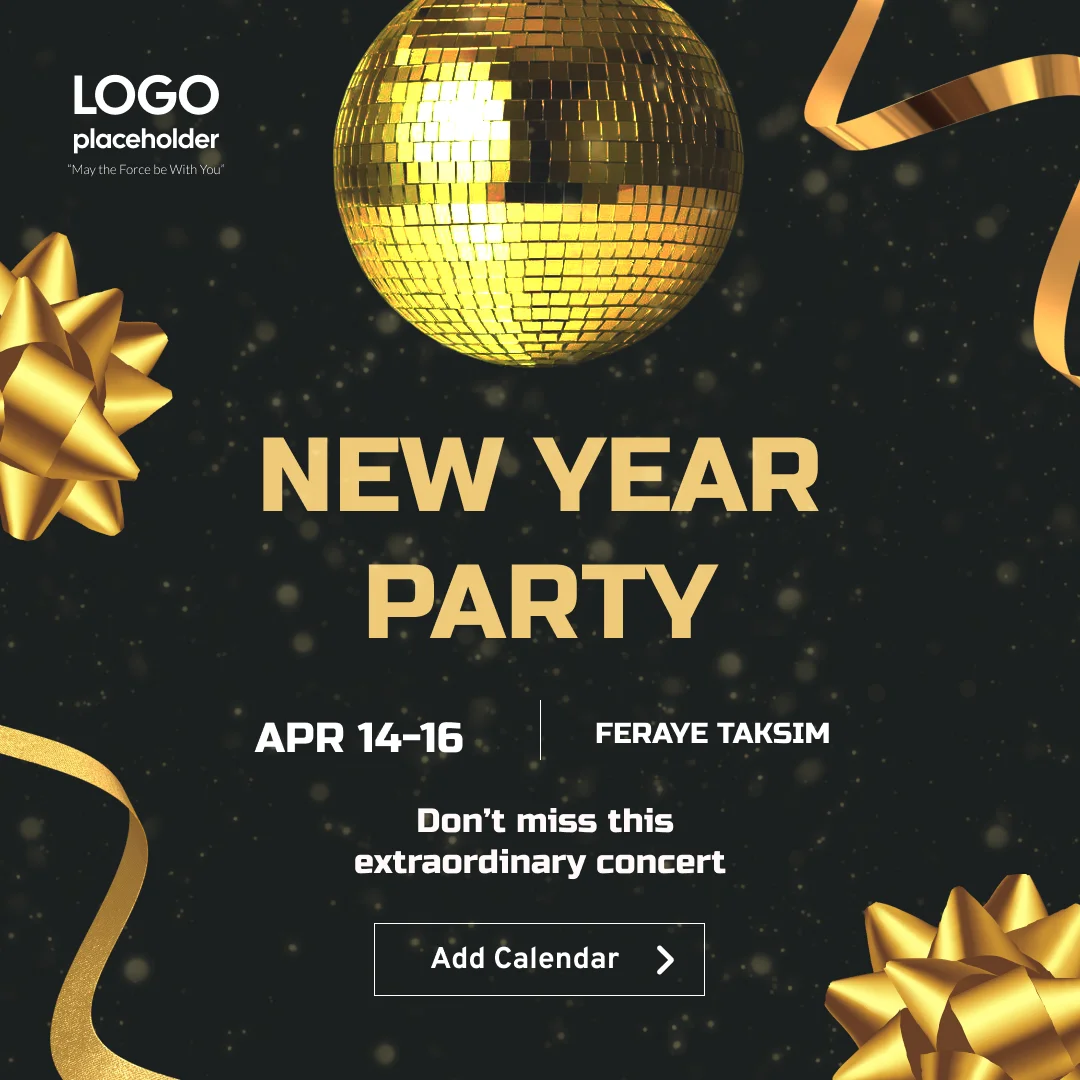 LOGO
placeholder
"May the Force be With You"
NEW YEAR
PARTY
APR 14-16
FERAYE TAKSIM
Don't miss this
extraordinary concert
Add Calendar